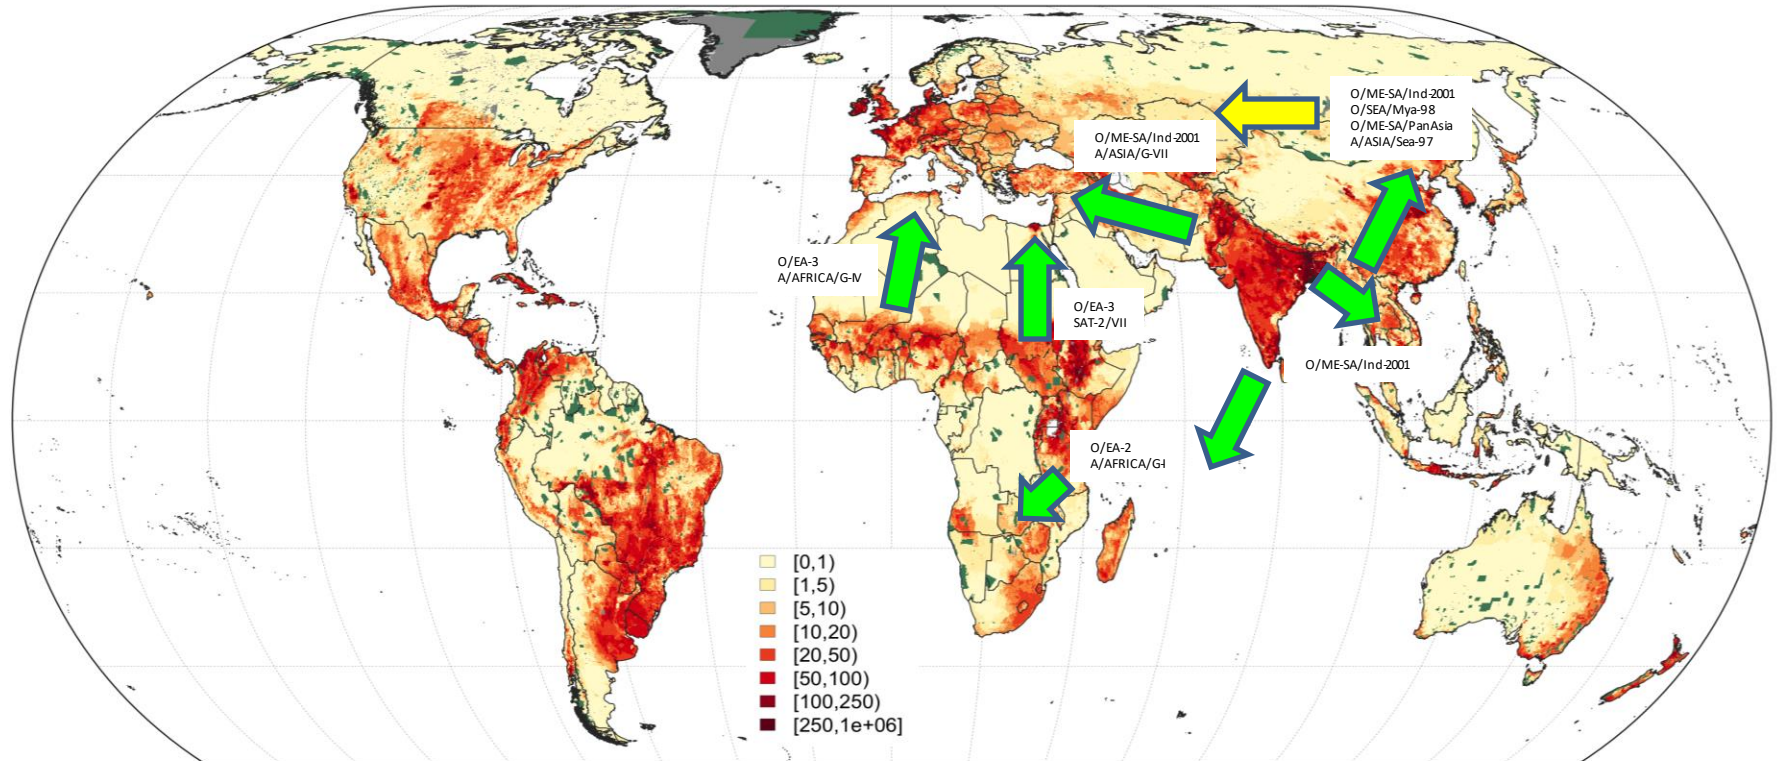 O/ME-SA/Ind-2001
O/SEA/Mya-98
O/ME-SA/PanAsia
A/ASIA/Sea-97
O/ME-SA/Ind-2001
A/ASIA/G-VII
O/EA-3
A/AFRICA/G-IV
O/EA-3
SAT-2/VII
O/ME-SA/Ind-2001
O/EA-2
A/AFRICA/G-I
[0,1)
[1,5)
[5,10)
[10,20)
[20,50)
[50,100)
[100,250)
[250,1e+06]